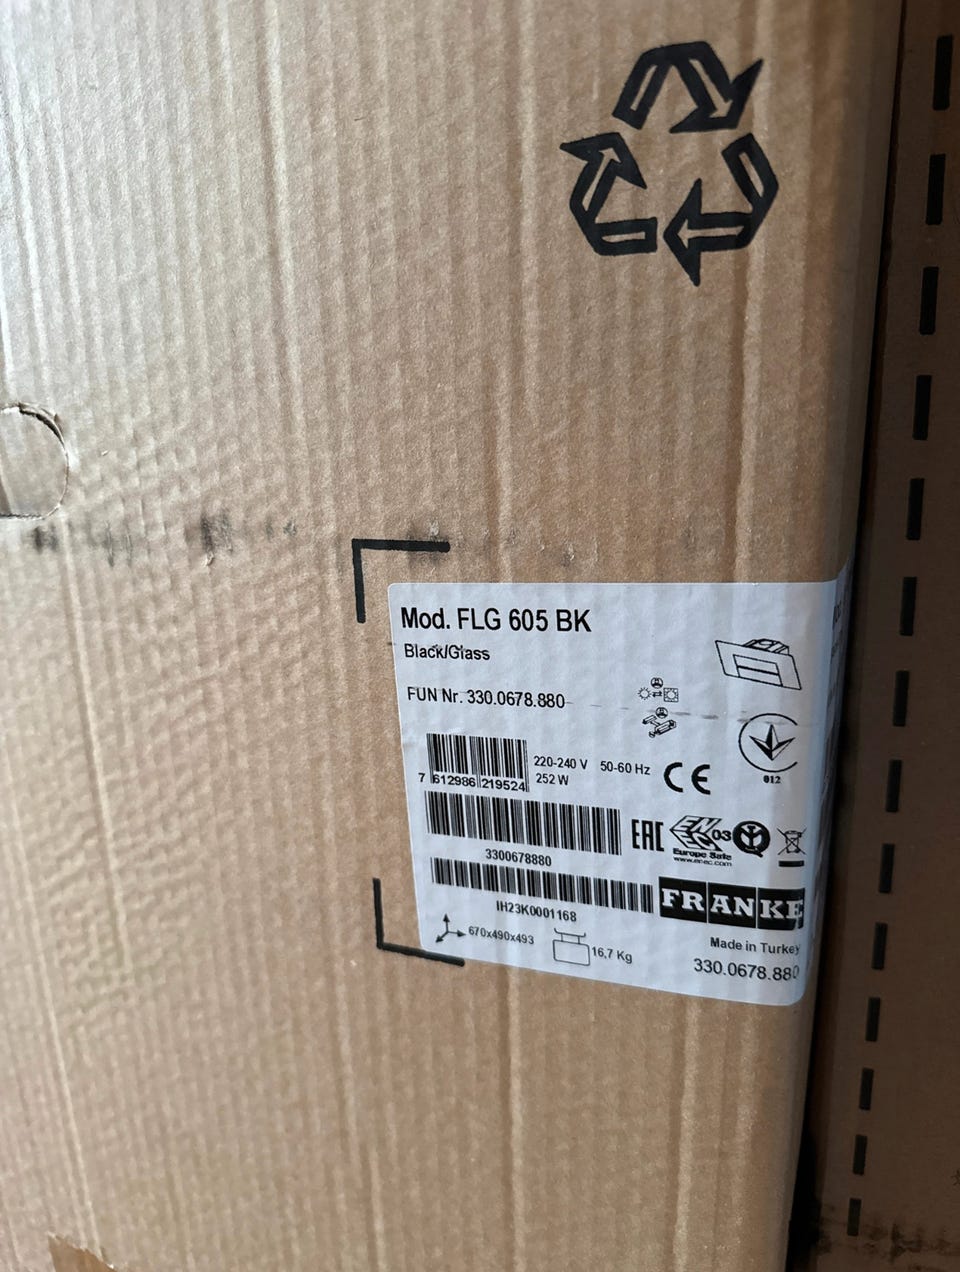 Mod. FLG 605 BK
Black/Glass
FUN Nr. 330.0678.880
7 612986 219524
220-240 V 50-60 Hz
252 W
CE
012
3300678880
EAC
ENEC 03
Europe Safe
www.enec.com
IH23K0001168
FRANKE
670x490x493
16,7 Kg
Made in Turkey
330.0678.880